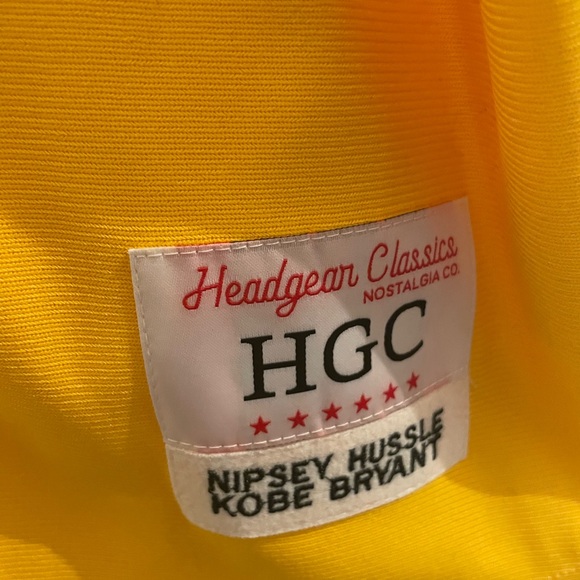 Headgear Classics
NOSTALGIA CO.
HGC
NIPSEY HUSSLE
KOBE BRYANT